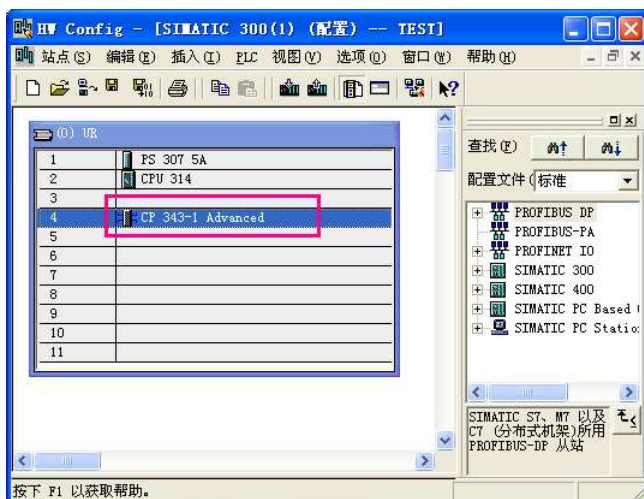 HW Config - [SIMATIC 300(1) (配置) -- TEST]
站点(S) 编辑(E) 插入(I) PLC 视图(V) 选项(O) 窗口(W) 帮助(H)
(0) UR
1 PS 307 5A
2 CPU 314
3
4 CP 343-1 Advanced
5
6
7
8
9
10
11
查找(F)
配置文件(标准
PROFIBUS DP
PROFIBUS-PA
PROFINET IO
SIMATIC 300
SIMATIC 400
SIMATIC PC Based
SIMATIC PC Statio
SIMATIC S7、M7 以及
C7 (分布式机架)所用
PROFIBUS-DP 从站
按下 F1 以获取帮助。